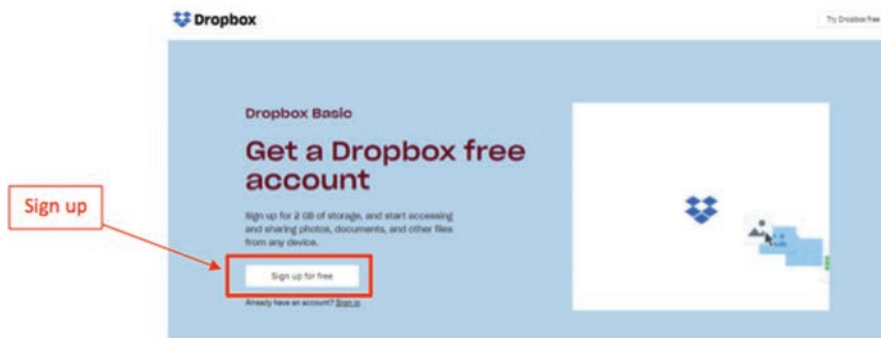 Dropbox
Try Dropbox free
Dropbox Basic
Get a Dropbox free
account
Sign up
Sign up for 2 GB of storage, and start accessing
and sharing photos, documents, and other files
from any device.
Sign up for free
Already have an account? Sign in